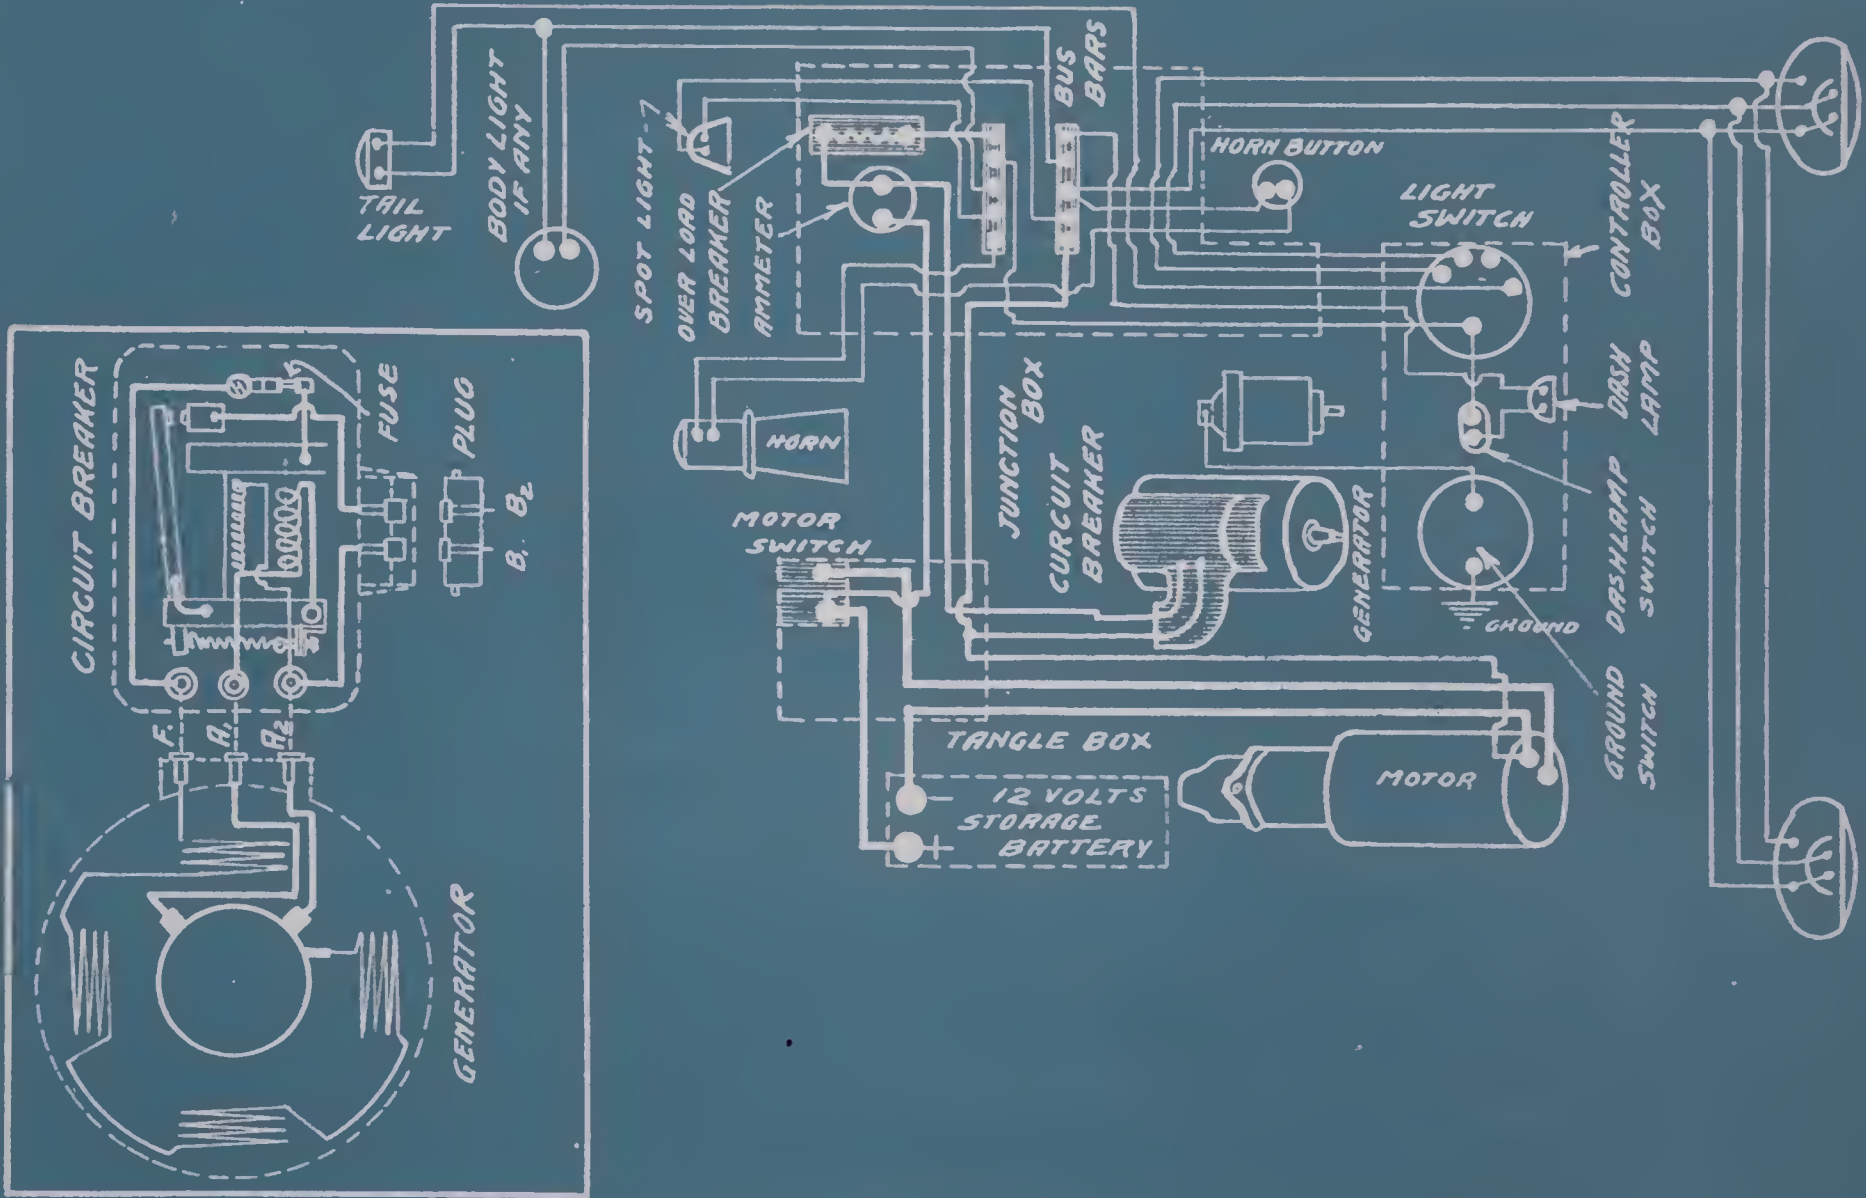 TAIL
LIGHT
BODY LIGHT
IF ANY
SPOT LIGHT-
OVER LOAD
BREAKER
AMMETER
BUS
BARS
HORN BUTTON
LIGHT
SWITCH
CONTROLLER
BOX
DASH
LAMP
DASHLAMP
SWITCH
GROUND
SWITCH
HORN
JUNCTION
BOX
CURCUIT
BREAKER
GENERATOR
GROUND
MOTOR
SWITCH
TANGLE BOX
- 12 VOLTS
STORAGE
+ BATTERY
MOTOR
CIRCUIT BREAKER
FUSE
PLUG
B1 B2
F. A1 A2
GENERATOR